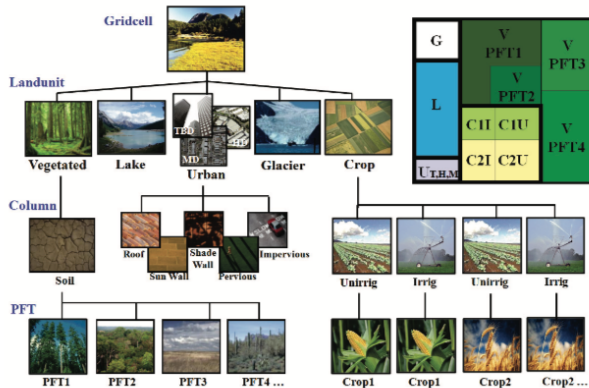 Gridcell
Landunit
TBD
HD
MD
Vegetated
Lake
Urban
Glacier
Crop
Column
Roof
Sun Wall
Shade
Wall
Pervious
Impervious
Soil
Unirrig
Irrig
Unirrig
Irrig
PFT
PFT1
PFT2
PFT3
PFT4 ...
Crop1
Crop1
Crop2
Crop2 ...
G
L
UT,H,M
V
PFT1
V
PFT2
V
PFT3
V
PFT4
C1I
C1U
C2I
C2U